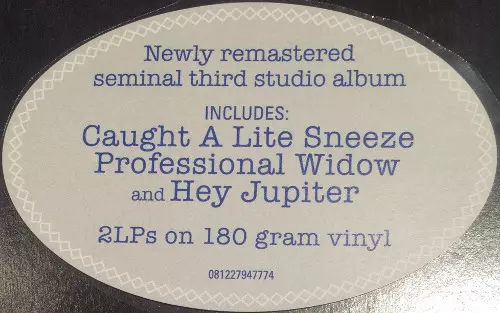 Newly remastered
seminal third studio album
INCLUDES:
Caught A Lite Sneeze
Professional Widow
and Hey Jupiter
2LPs on 180 gram vinyl
081227947774